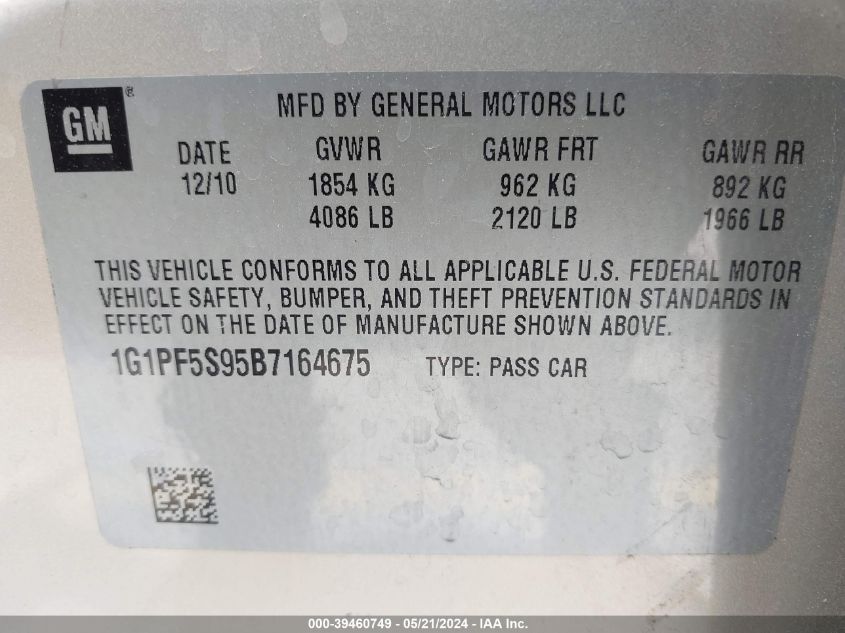 GM ®
MFD BY GENERAL MOTORS LLC
DATE GVWR GAWR FRT GAWR RR
12/10 1854 KG 962 KG 892 KG
4086 LB 2120 LB 1966 LB
THIS VEHICLE CONFORMS TO ALL APPLICABLE U.S. FEDERAL MOTOR
VEHICLE SAFETY, BUMPER, AND THEFT PREVENTION STANDARDS IN
EFFECT ON THE DATE OF MANUFACTURE SHOWN ABOVE.
1G1PF5S95B7164675 TYPE: PASS CAR
000-39460749 - 05/21/2024 - IAA Inc.